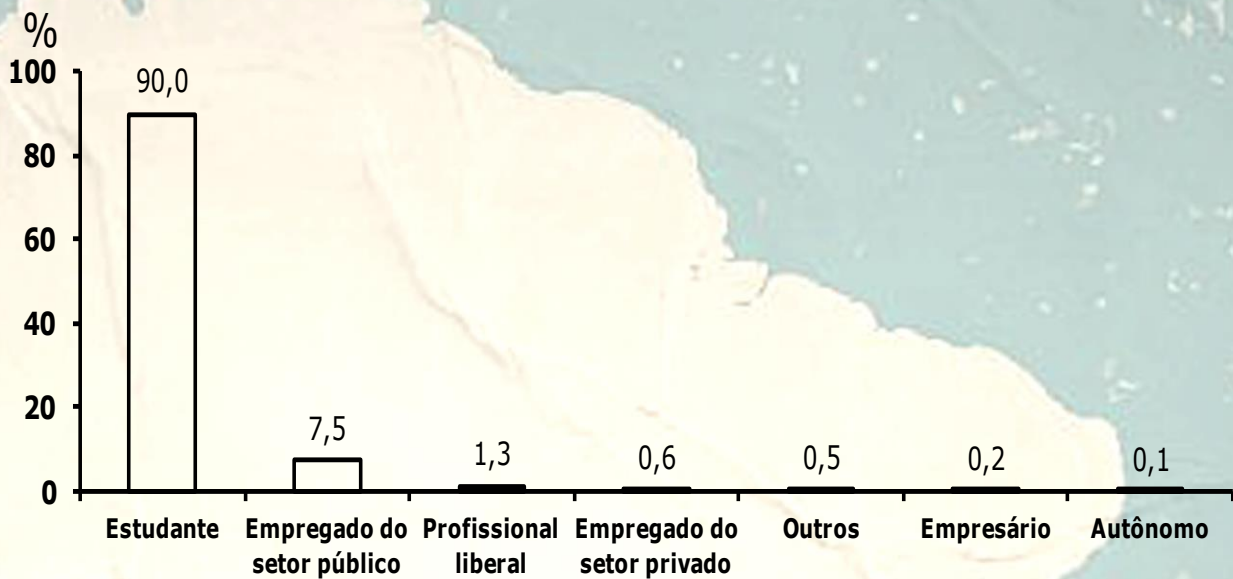 %
100
80
60
40
20
0
90,0
7,5
1,3
0,6
0,5
0,2
0,1
Estudante
Empregado do
setor público
Profissional
liberal
Empregado do
setor privado
Outros
Empresário
Autônomo